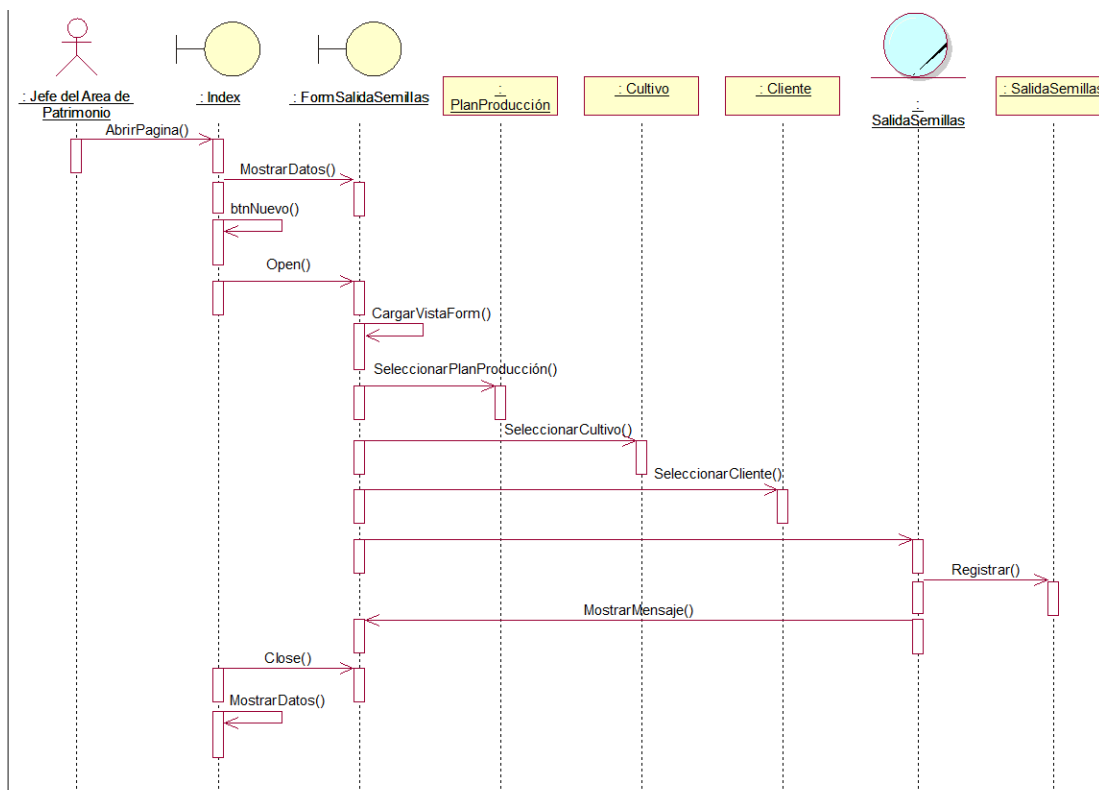 : Jefe del Area de
Patrimonio
: Index
: FormSalidaSemillas
:
PlanProducción
: Cultivo
: Cliente
:
SalidaSemillas
: SalidaSemillas
AbrirPagina()
MostrarDatos()
btnNuevo()
Open()
CargarVistaForm()
SeleccionarPlanProducción()
SeleccionarCultivo()
SeleccionarCliente()
Registrar()
MostrarMensaje()
Close()
MostrarDatos()